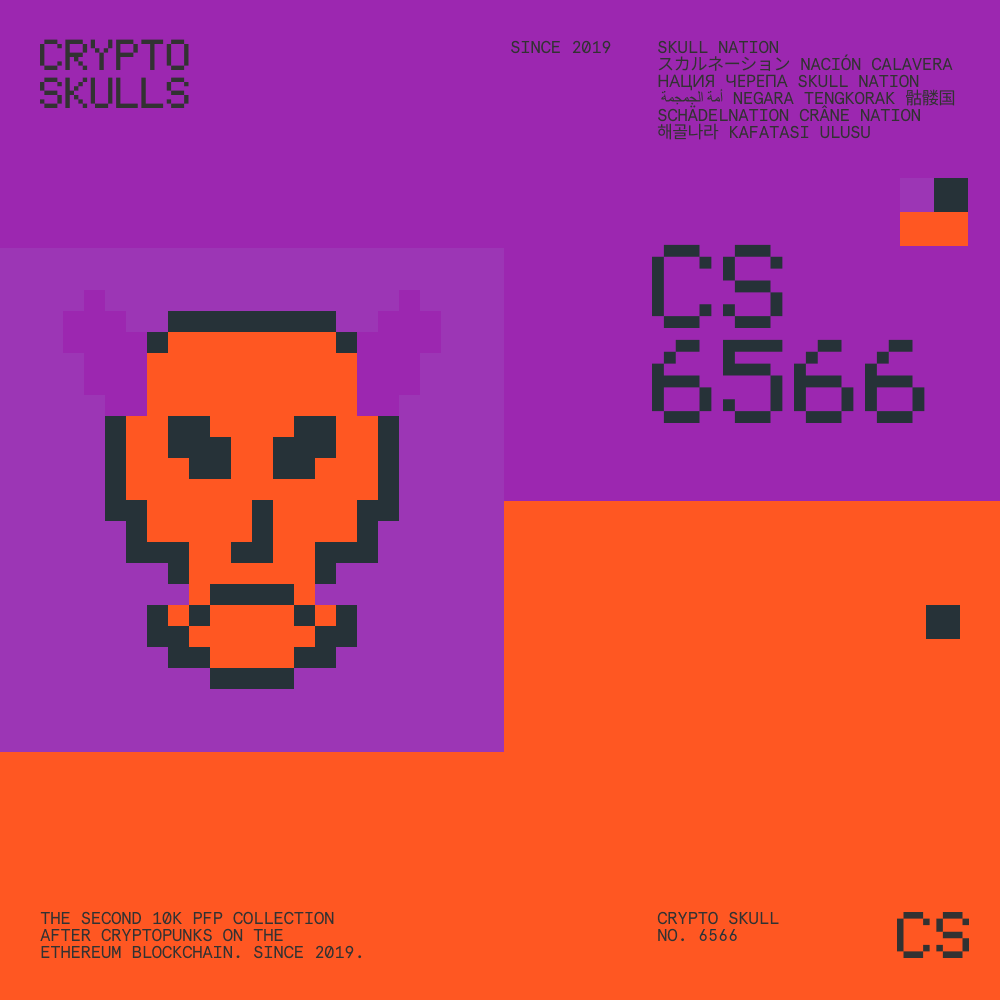 CRYPTO
SKULLS
SINCE 2019
SKULL NATION
スカルネーション NACIÓN CALAVERA
НАЦИЯ ЧЕРЕПА SKULL NATION
أمة الجمجمة NEGARA TENGKORAK 骷髅国
SCHÄDELNATION CRÂNE NATION
해골나라 KAFATASI ULUSU
CS
6566
THE SECOND 10K PFP COLLECTION
AFTER CRYPTOPUNKS ON THE
ETHEREUM BLOCKCHAIN. SINCE 2019.
CRYPTO SKULL
NO. 6566
CS